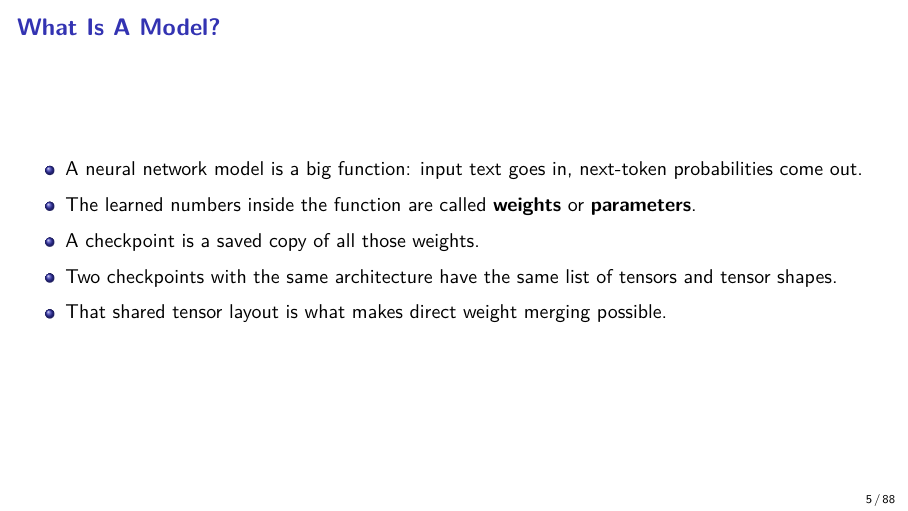 What Is A Model?
A neural network model is a big function: input text goes in, next-token probabilities come out.
The learned numbers inside the function are called weights or parameters.
A checkpoint is a saved copy of all those weights.
Two checkpoints with the same architecture have the same list of tensors and tensor shapes.
That shared tensor layout is what makes direct weight merging possible.
5 / 88